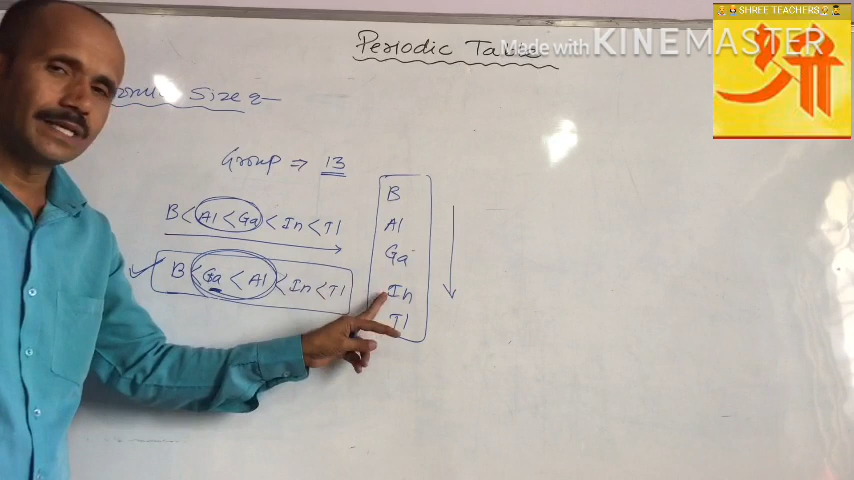 SHREE TEACHERS
Periodic Table
Made with KINEMASTER
श्री
Size
Group ⇒ 13
B
B < Al < Ga < In < Tl
Al
Ga
B < Ga < Al < In < Tl
In
Tl